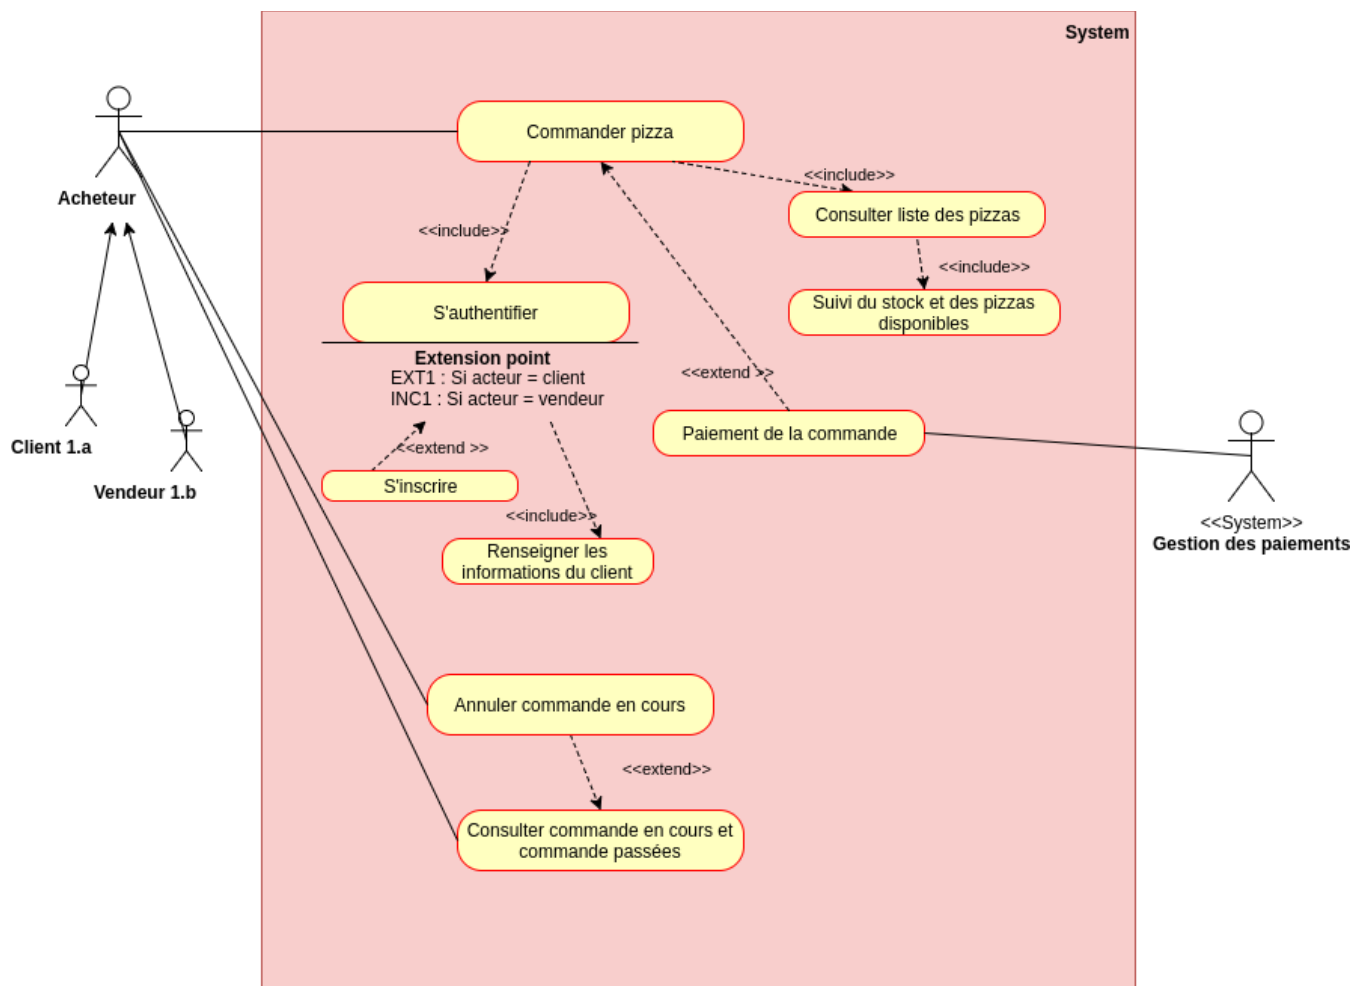 System
Commander pizza
Acheteur
<<include>>
Consulter liste des pizzas
<<include>>
<<include>>
Suivi du stock et des pizzas
disponibles
S'authentifier
Extension point
EXT1 : Si acteur = client
INC1 : Si acteur = vendeur
<<extend >>
Client 1.a
Vendeur 1.b
<<extend >>
S'inscrire
Paiement de la commande
<<include>>
Renseigner les
informations du client
<<System>>
Gestion des paiements
Annuler commande en cours
<<extend>>
Consulter commande en cours et
commande passées